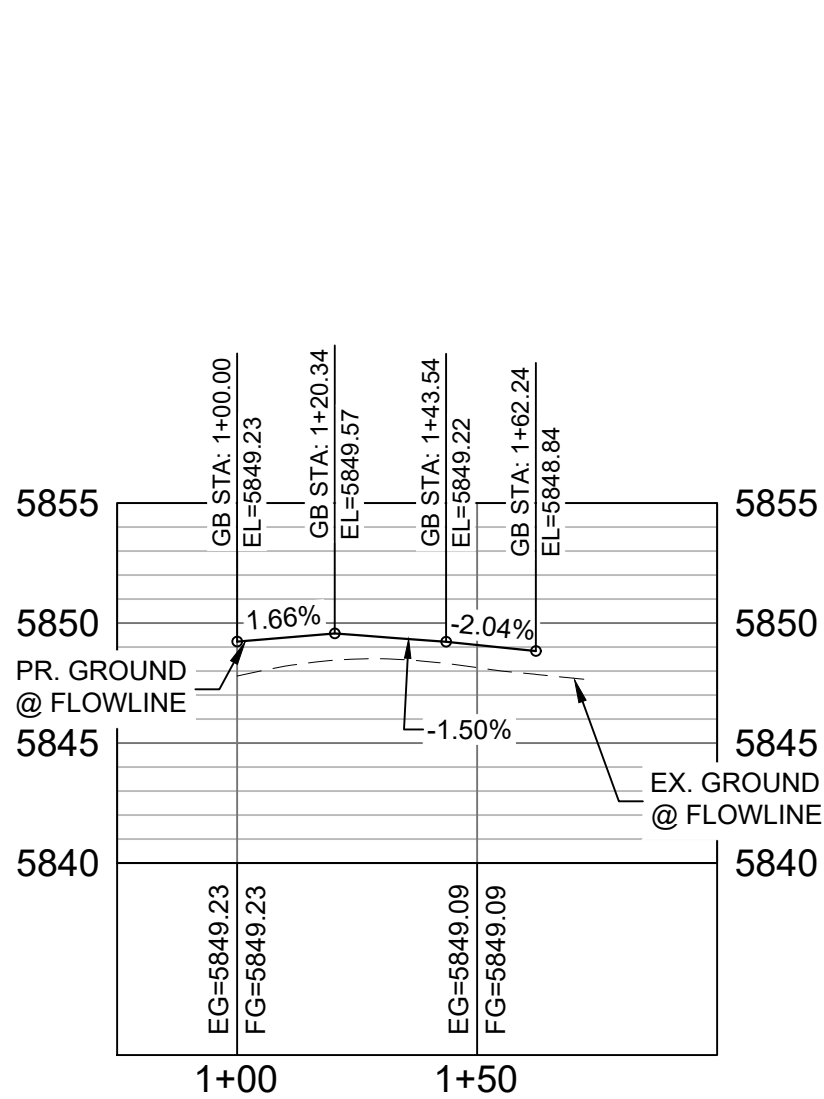 GB STA: 1+00.00
EL=5849.23
GB STA: 1+20.34
EL=5849.57
GB STA: 1+43.54
EL=5849.22
GB STA: 1+62.24
EL=5848.84
5855
5855
5850
5850
1.66%
-2.04%
PR. GROUND
@ FLOWLINE
-1.50%
5845
5845
EX. GROUND
@ FLOWLINE
5840
5840
EG=5849.23
FG=5849.23
EG=5849.09
FG=5849.09
1+00
1+50